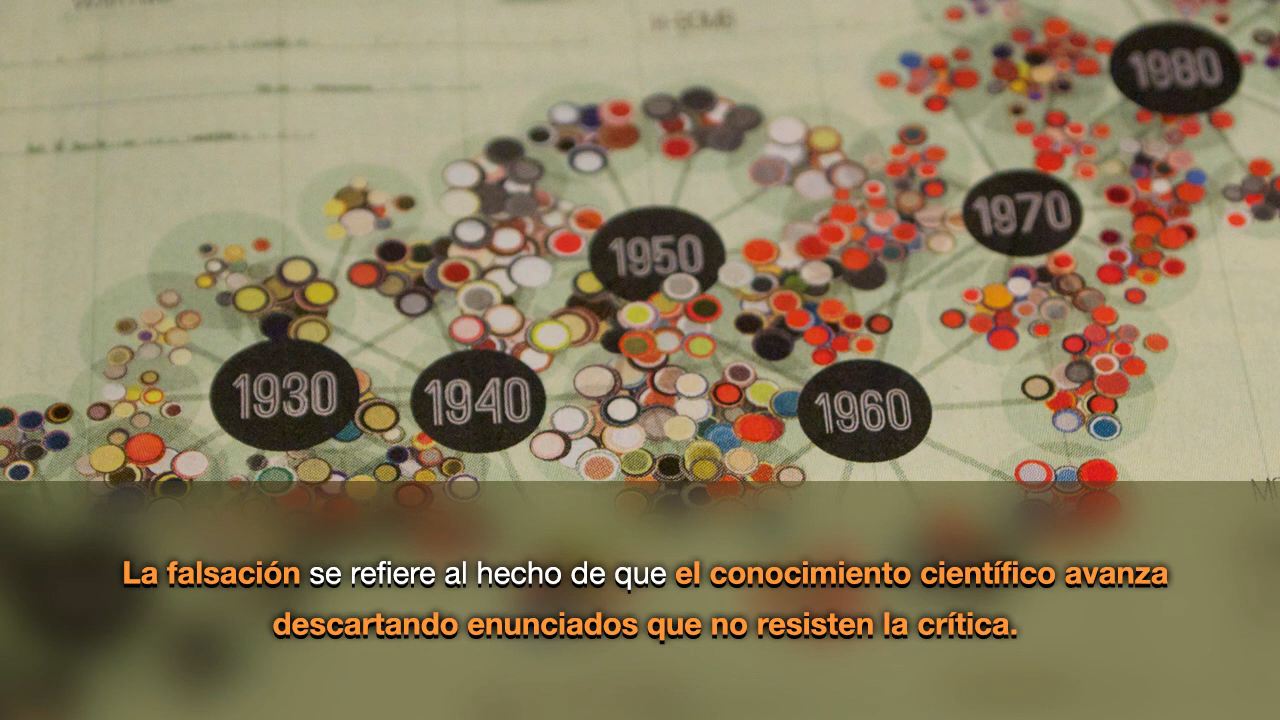 H-BOMB
1980
1970
1950
1930
1940
1960
La falsación se refiere al hecho de que el conocimiento científico avanza
descartando enunciados que no resisten la crítica.